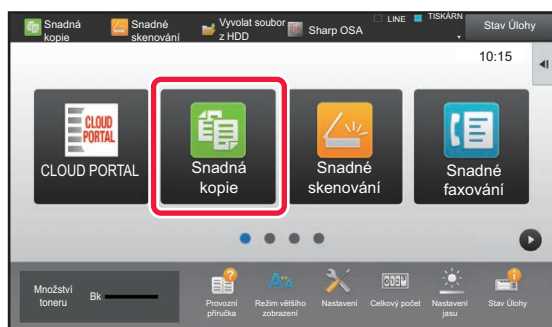 Snadná
kopie
Snadné
skenování
Vyvolat soubor
z HDD
Sharp OSA
LINE
TISKÁRN
Stav Úlohy
10:15
CLOUD
PORTAL
CLOUD PORTAL
Snadná
kopie
Snadné
skenování
Snadné
faxování
Množství
toneru
Bk
Provozní
příručka
Režim většího
zobrazení
Nastavení
Celkový počet
Nastavení
jasu
Stav Úlohy